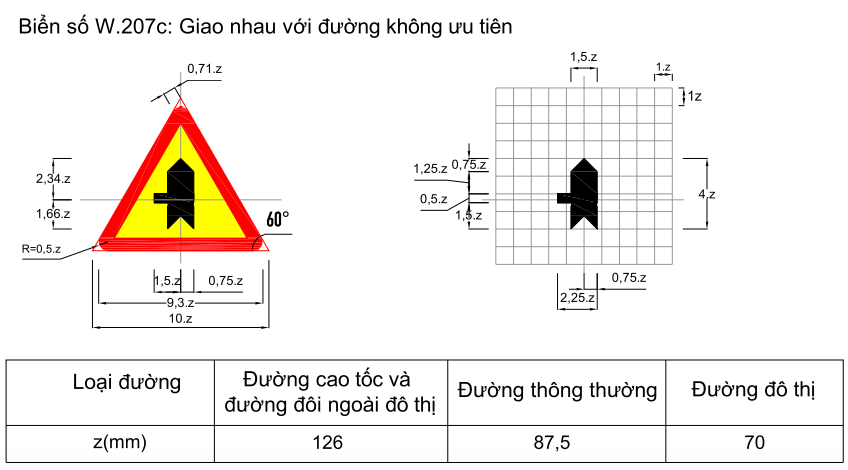 Biển số W.207c: Giao nhau với đường không ưu tiên
0,71.z
2,34.z
1,66.z
60°
R=0,5.z
1,5.z
0,75.z
9,3.z
10.z
1,5.z
1.z
1z
1,25.z
0,75.z
0,5.z
1,5.z
4.z
0,75.z
2,25.z
Loại đường
Đường cao tốc và
đường đôi ngoài đô thị
Đường thông thường
Đường đô thị
z(mm)
126
87,5
70